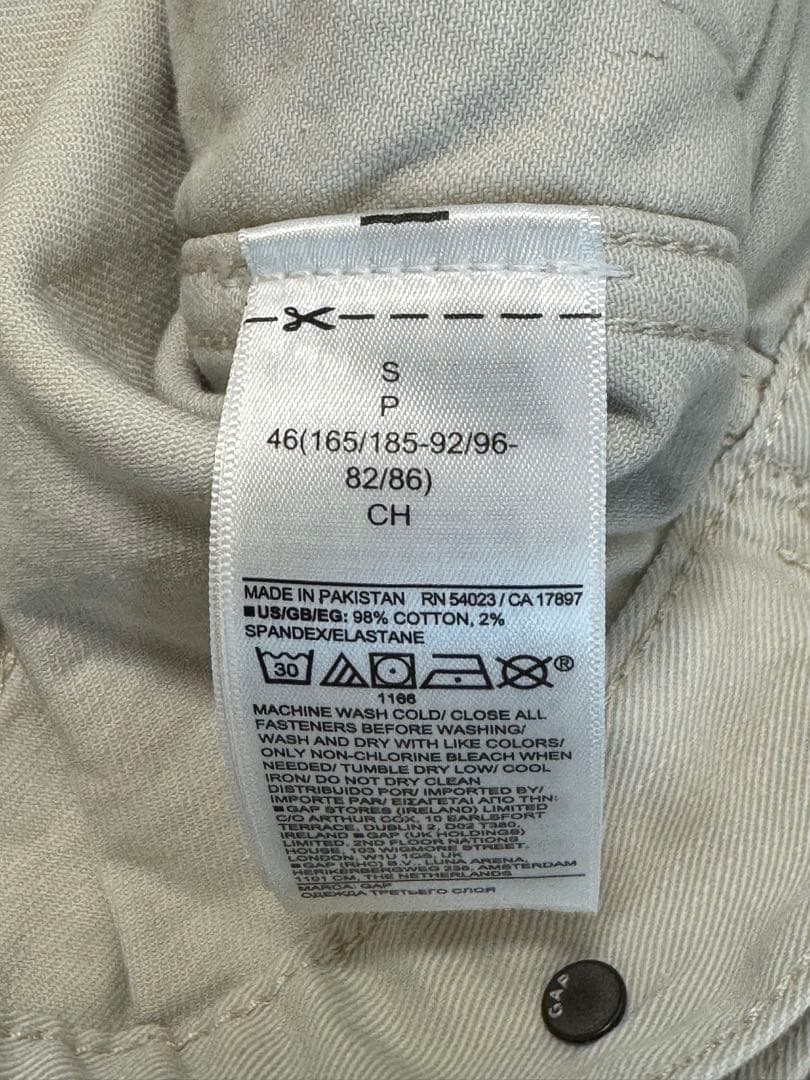 S
P
46(165/185-92/96-
82/86)
CH
MADE IN PAKISTAN RN 54023 / CA 17897
■US/GB/EG: 98% COTTON, 2%
SPANDEX/ELASTANE
30 ®
1166
MACHINE WASH COLD/ CLOSE ALL
FASTENERS BEFORE WASHING/
WASH AND DRY WITH LIKE COLORS/
ONLY NON-CHLORINE BLEACH WHEN
NEEDED/ TUMBLE DRY LOW/ COOL
IRON/ DO NOT DRY CLEAN
DISTRIBUIDO POR/ IMPORTED BY/
IMPORTE PAR/ ΕΙΣΑΓΕΤΑΙ ΑΠΟ ΤΗΝ:
■GAP STORES (IRELAND) LIMITED
C/O ARTHUR COX, 10 EARLSFORT
TERRACE, DUBLIN 2, D02 T380,
IRELAND ■GAP (UK HOLDINGS)
LIMITED, 2ND FLOOR NATIONS
HOUSE, 103 WIGMORE STREET,
LONDON, W1U 1QS, UK
■GAP (RHC) B.V., LUNA ARENA,
HERIKERBERGWEG 238, AMSTERDAM
1101 CM, THE NETHERLANDS
MARCA: GAP
ОДЕЖДА ТРЕТЬЕГО СЛОЯ
GAP